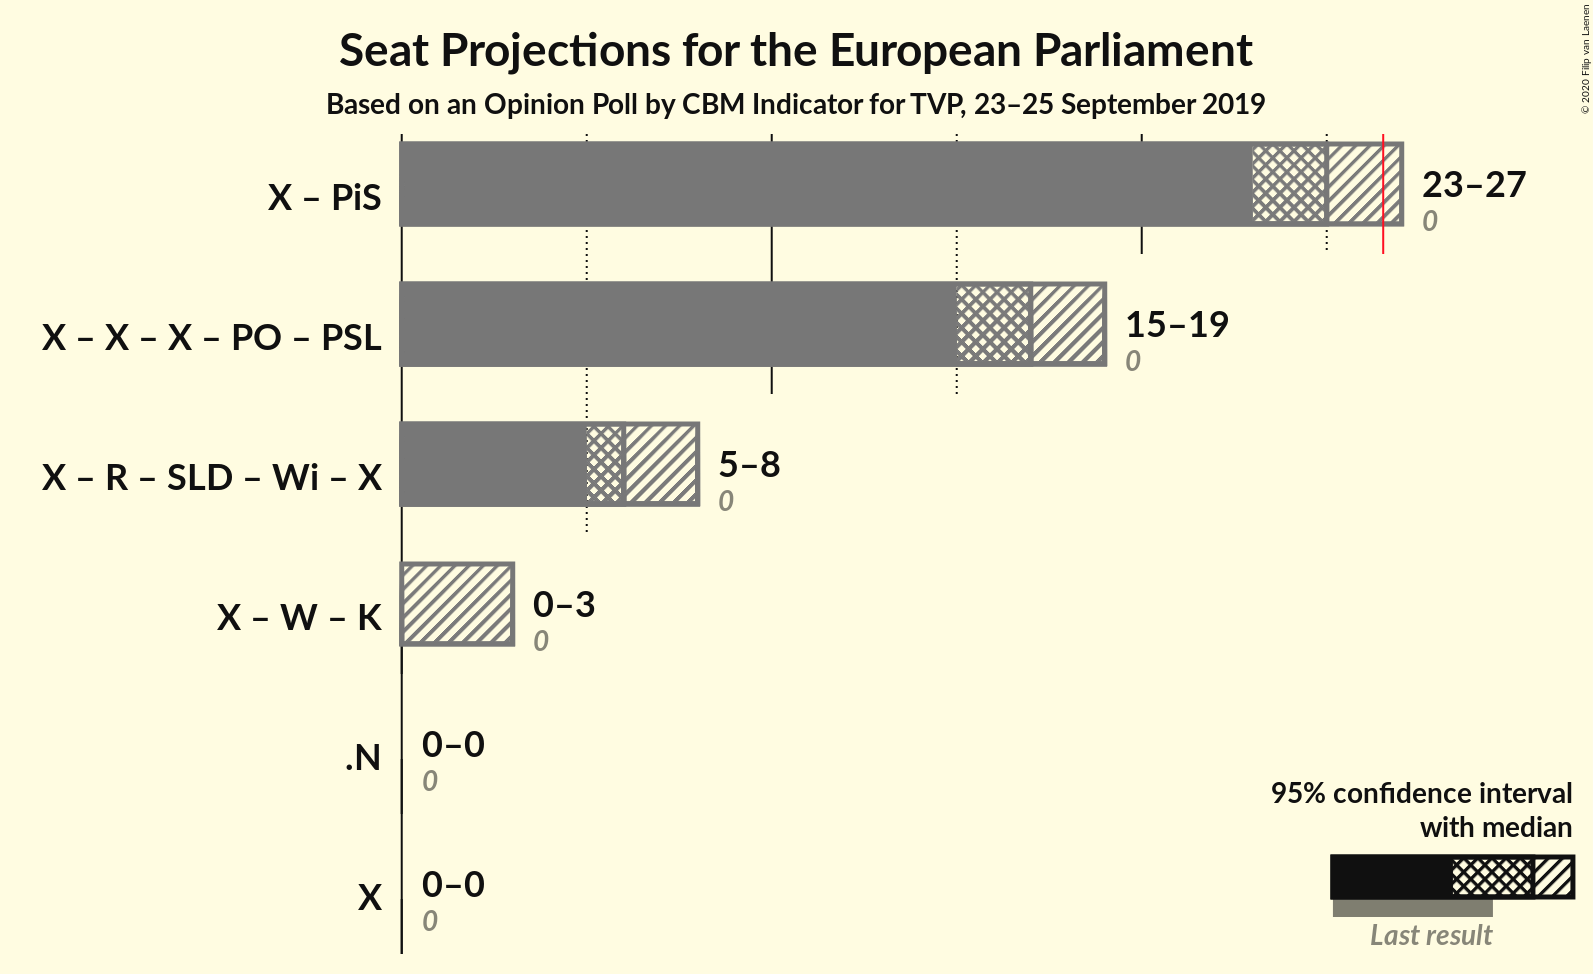 Seat Projections for the European Parliament
Based on an Opinion Poll by CBM Indicator for TVP, 23–25 September 2019
© 2020 Filip van Laenen
X – PiS
23–27
0
X – X – X – PO – PSL
15–19
0
X – R – SLD – Wi – X
5–8
0
X – W – K
0–3
0
.N
0–0
0
X
0–0
0
95% confidence interval
with median
Last result